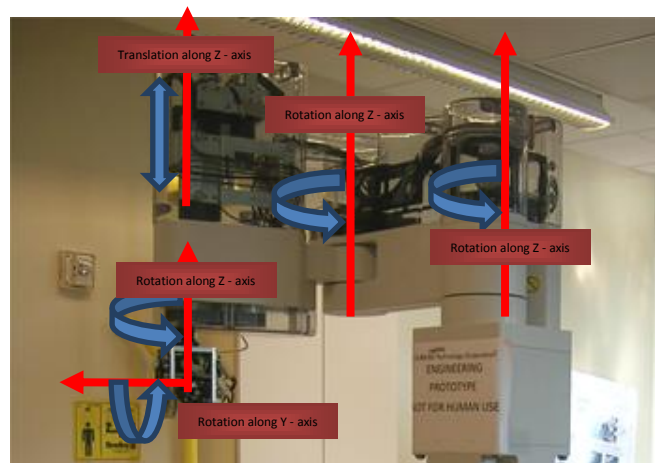 Translation along Z - axis
Rotation along Z - axis
Rotation along Z - axis
Rotation along Z - axis
Rotation along Y - axis
ENGINEERING
PROTOTYPE
NOT FOR HUMAN USE